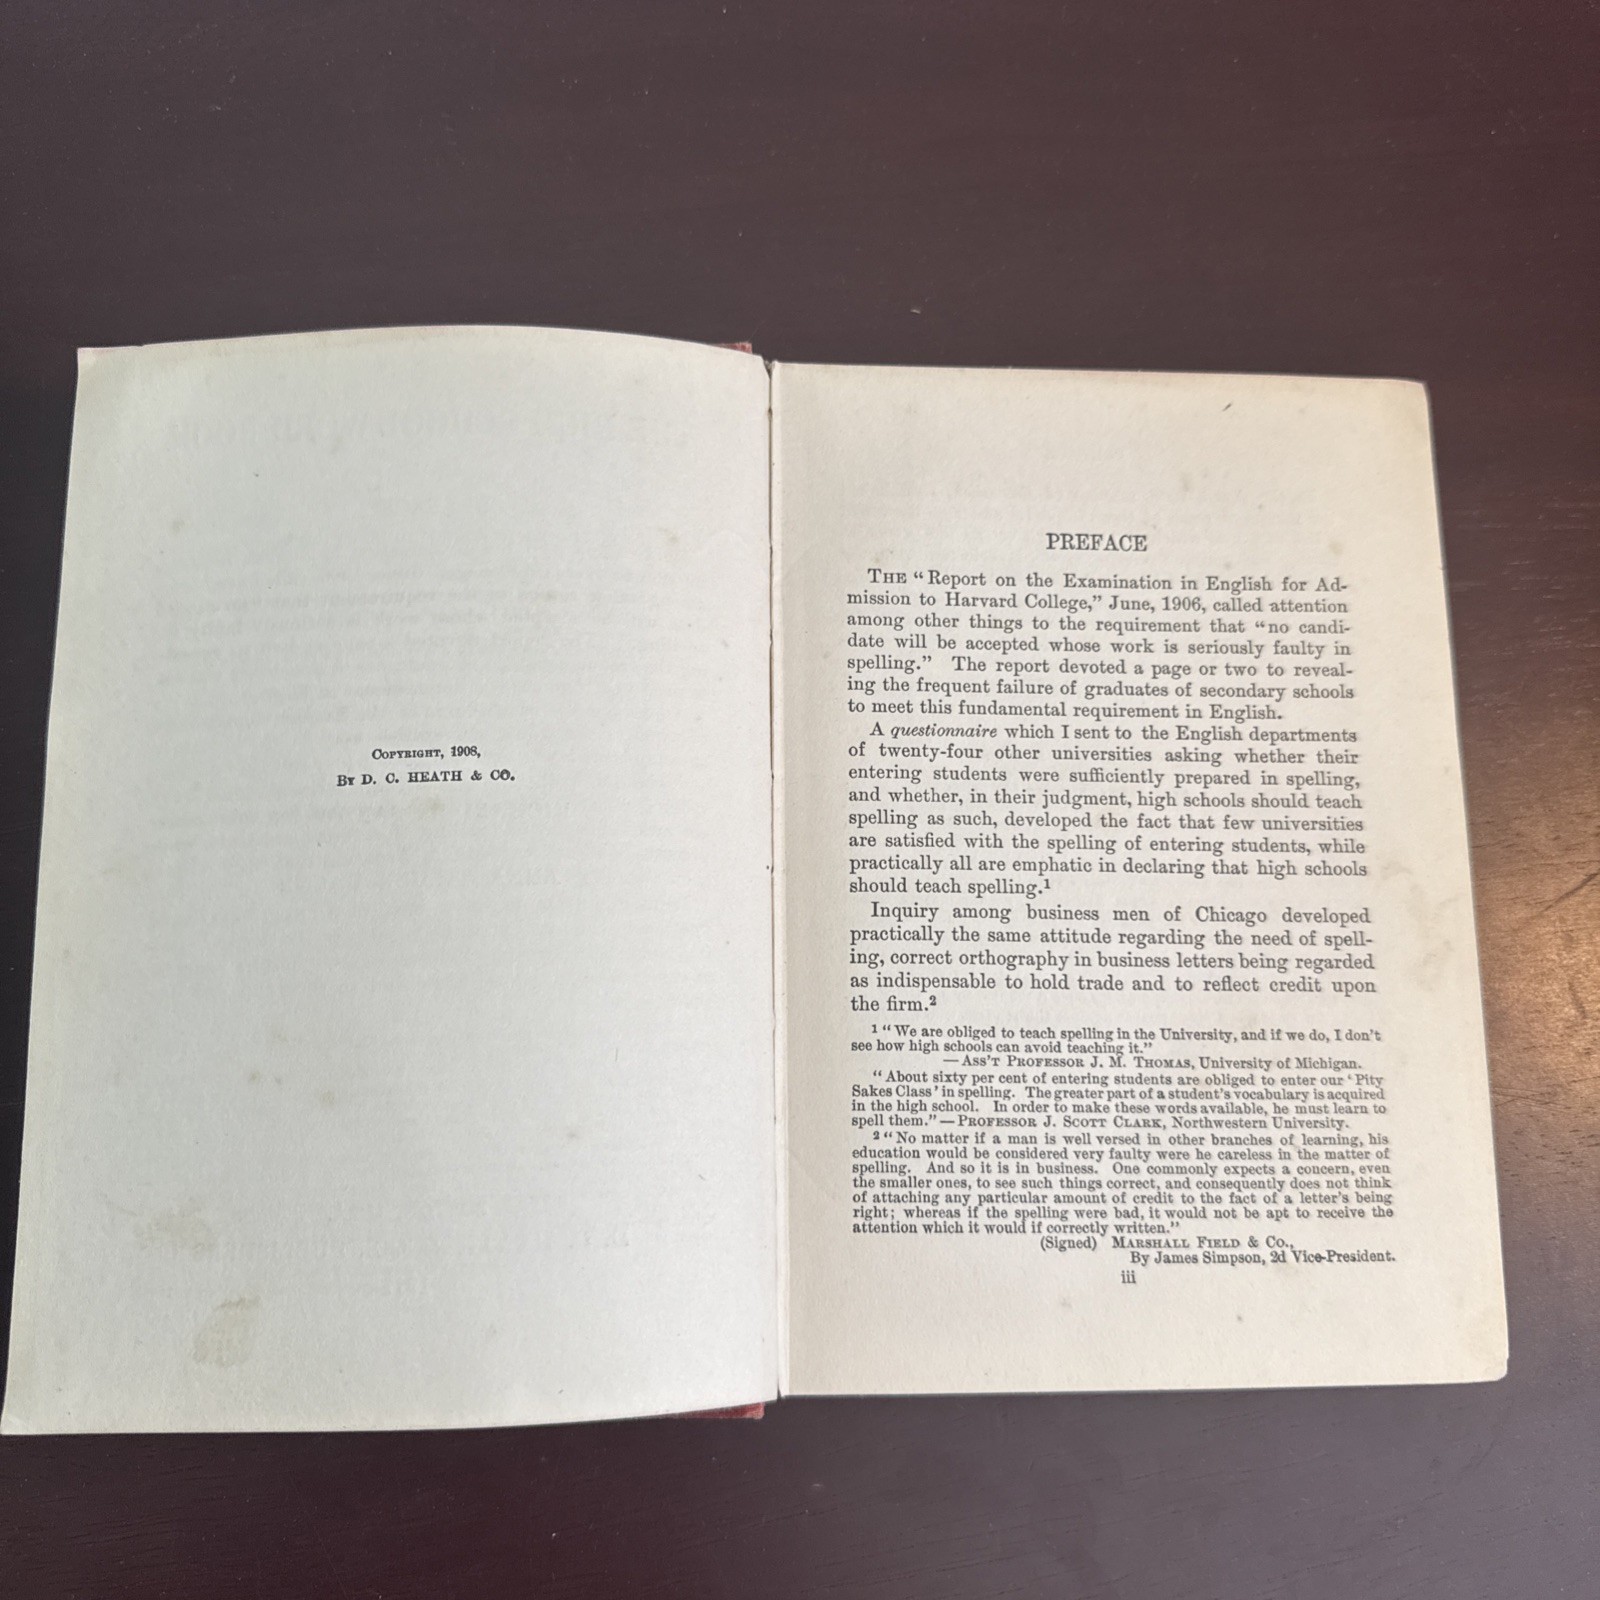 COPYRIGHT, 1908,
BY D. C. HEATH & CO.
PREFACE
THE “Report on the Examination in English for Ad-
mission to Harvard College,” June, 1906, called attention
among other things to the requirement that “no candi-
date will be accepted whose work is seriously faulty in
spelling.” The report devoted a page or two to reveal-
ing the frequent failure of graduates of secondary schools
to meet this fundamental requirement in English.
A questionnaire which I sent to the English departments
of twenty-four other universities asking whether their
entering students were sufficiently prepared in spelling,
and whether, in their judgment, high schools should teach
spelling as such, developed the fact that few universities
are satisfied with the spelling of entering students, while
practically all are emphatic in declaring that high schools
should teach spelling.1
Inquiry among business men of Chicago developed
practically the same attitude regarding the need of spell-
ing, correct orthography in business letters being regarded
as indispensable to hold trade and to reflect credit upon
the firm.2
1 “We are obliged to teach spelling in the University, and if we do, I don't
see how high schools can avoid teaching it.”
— ASS'T PROFESSOR J. M. THOMAS, University of Michigan.
“About sixty per cent of entering students are obliged to enter our ‘Pity
Sakes Class’ in spelling. The greater part of a student's vocabulary is acquired
in the high school. In order to make these words available, he must learn to
spell them.” — PROFESSOR J. SCOTT CLARK, Northwestern University.
2 “No matter if a man is well versed in other branches of learning, his
education would be considered very faulty were he careless in the matter of
spelling. And so it is in business. One commonly expects a concern, even
the smaller ones, to see such things correct, and consequently does not think
of attaching any particular amount of credit to the fact of a letter's being
right; whereas if the spelling were bad, it would not be apt to receive the
attention which it would if correctly written.”
(Signed) MARSHALL FIELD & CO.,
By James Simpson, 2d Vice-President.
iii